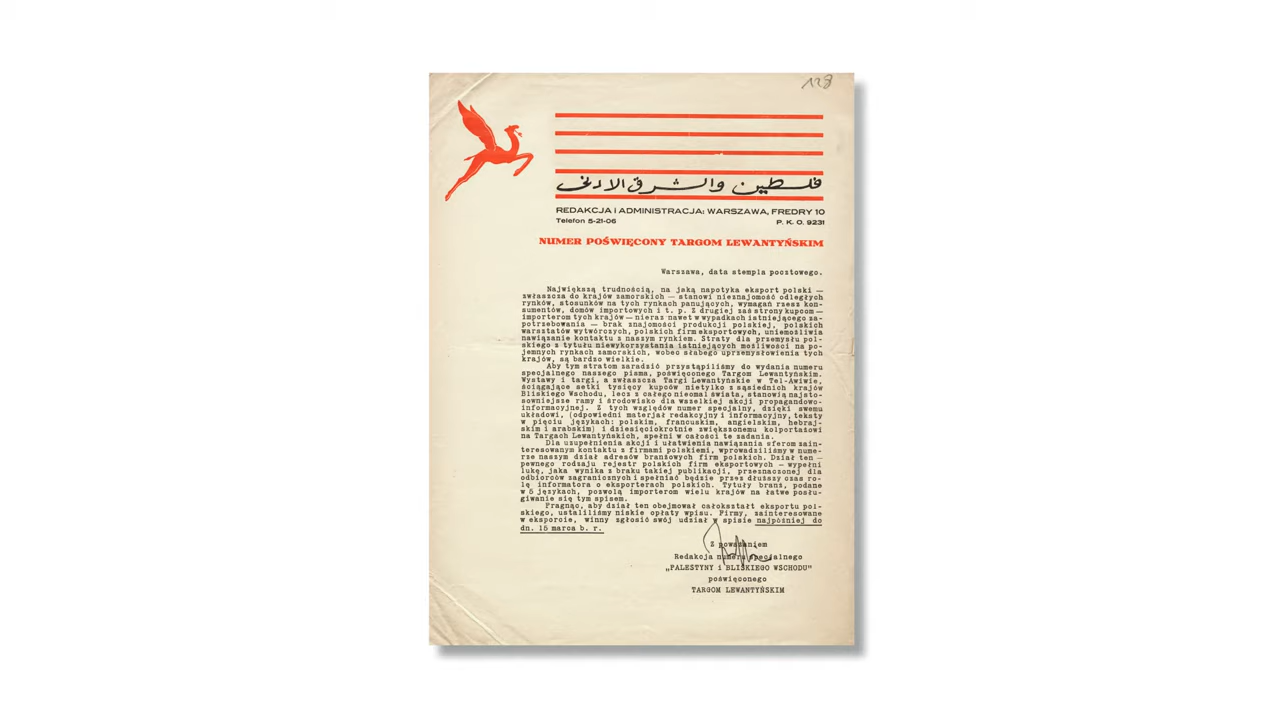 128
فلسطين والشرق الادنى
REDAKCJA i ADMINISTRACJA: WARSZAWA, FREDRY 10
Telefon 5-21-06 P. K. O. 9231
NUMER POŚWIĘCONY TARGOM LEWANTYŃSKIM
Warszawa, data stempla pocztowego.
Największą trudnością, na jaką napotyka eksport polski —
zwłaszcza do krajów zamorskich — stanowi nieznajomość odległych
rynków, stosunków na tych rynkach panujących, wymagań rzesz kon-
sumentów, domów importowych i t. p. Z drugiej zaś strony kupcom —
importerom tych krajów — nieraz nawet w wypadkach istniejącego za-
potrzebowania — brak znajomości produkcji polskiej, polskich
warsztatów wytwórczych, polskich firm eksportowych, uniemożliwia
nawiązanie kontaktu z naszym rynkiem. Straty dla przemysłu pol-
skiego z tytułu niewykorzystania istniejących możliwości na po-
jemnych rynkach zamorskich, wobec słabego uprzemysłowienia tych
krajów, są bardzo wielkie.
Aby tym stratom zaradzić przystąpiliśmy do wydania numeru
specjalnego naszego pisma, poświęconego Targom Lewantyńskim.
Wystawy i targi, a zwłaszcza Targi Lewantyńskie w Tel-Awiwie,
ściągające setki tysięcy kupców nietylko z sąsiednich krajów
Bliskiego Wschodu, lecz z całego nieomal świata, stanowią najsto-
sowniejsze ramy i środowisko dla wszelkiej akcji propagandowo-
informacyjnej. Z tych względów numer specjalny, dzięki swemu
układowi, (odpowiedni materjał redakcyjny i informacyjny, teksty
w pięciu językach: polskim, francuskim, angielskim, hebraj-
skim i arabskim) i dziesięciokrotnie zwiększonemu kolportażowi
na Targach Lewantyńskich, spełni w całości te zadania.
Dla uzupełnienia akcji i ułatwienia nawiązania sferom zain-
teresowanym kontaktu z firmami polskiemi, wprowadziliśmy w nume-
rze naszym dział adresów branżowych firm polskich. Dział ten —
pewnego rodzaju rejestr polskich firm eksportowych — wypełni
lukę, jaka wynika z braku takiej publikacji, przeznaczonej dla
odbiorców zagranicznych i spełniać będzie przez dłuższy czas ro-
lę informatora o eksporterach polskich. Tytuły branż, podane
w 5 językach, pozwolą importerom wielu krajów na łatwe posłu-
giwanie się tym spisem.
Pragnąc, aby dział ten obejmował całokształt eksportu pol-
skiego, ustaliliśmy niskie opłaty wpisu. Firmy, zainteresowane
w eksporcie, winny zgłosić swój udział w spisie najpóźniej do
dn. 15 marca b. r.
Z poważaniem
Redakcja numeru specjalnego
„PALESTYNY i BLISKIEGO WSCHODU"
poświęconego
TARGOM LEWANTYŃSKIM